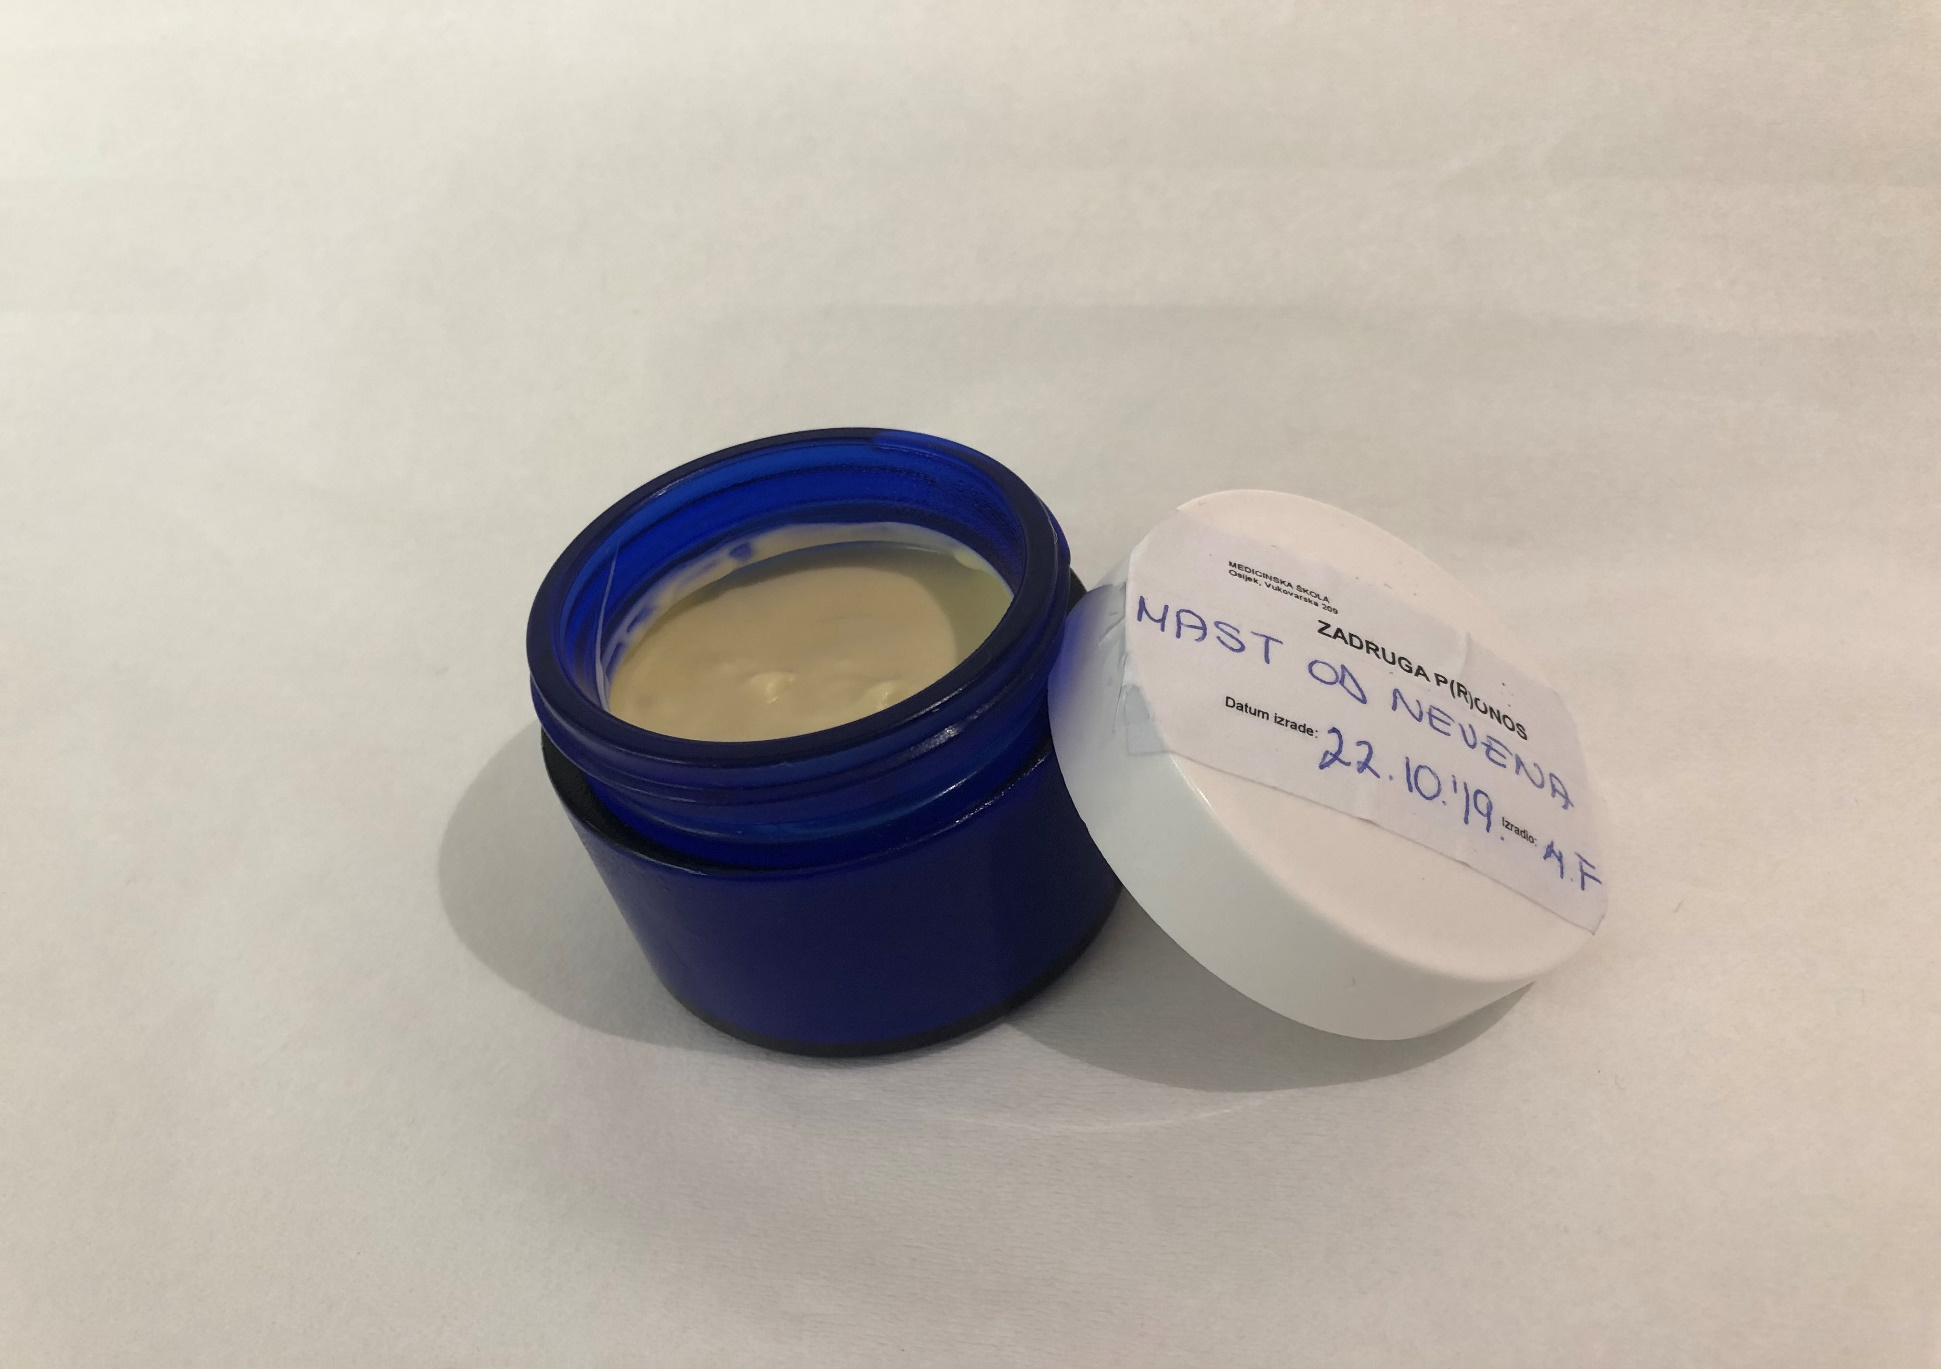 MEDICINSKA ŠKOLA
Osijek, Vukovarska 209
ZADRUGA P(R)ONOS
MAST OD NEVENA
Datum izrade: 22.10.'19. Izradio: M.F